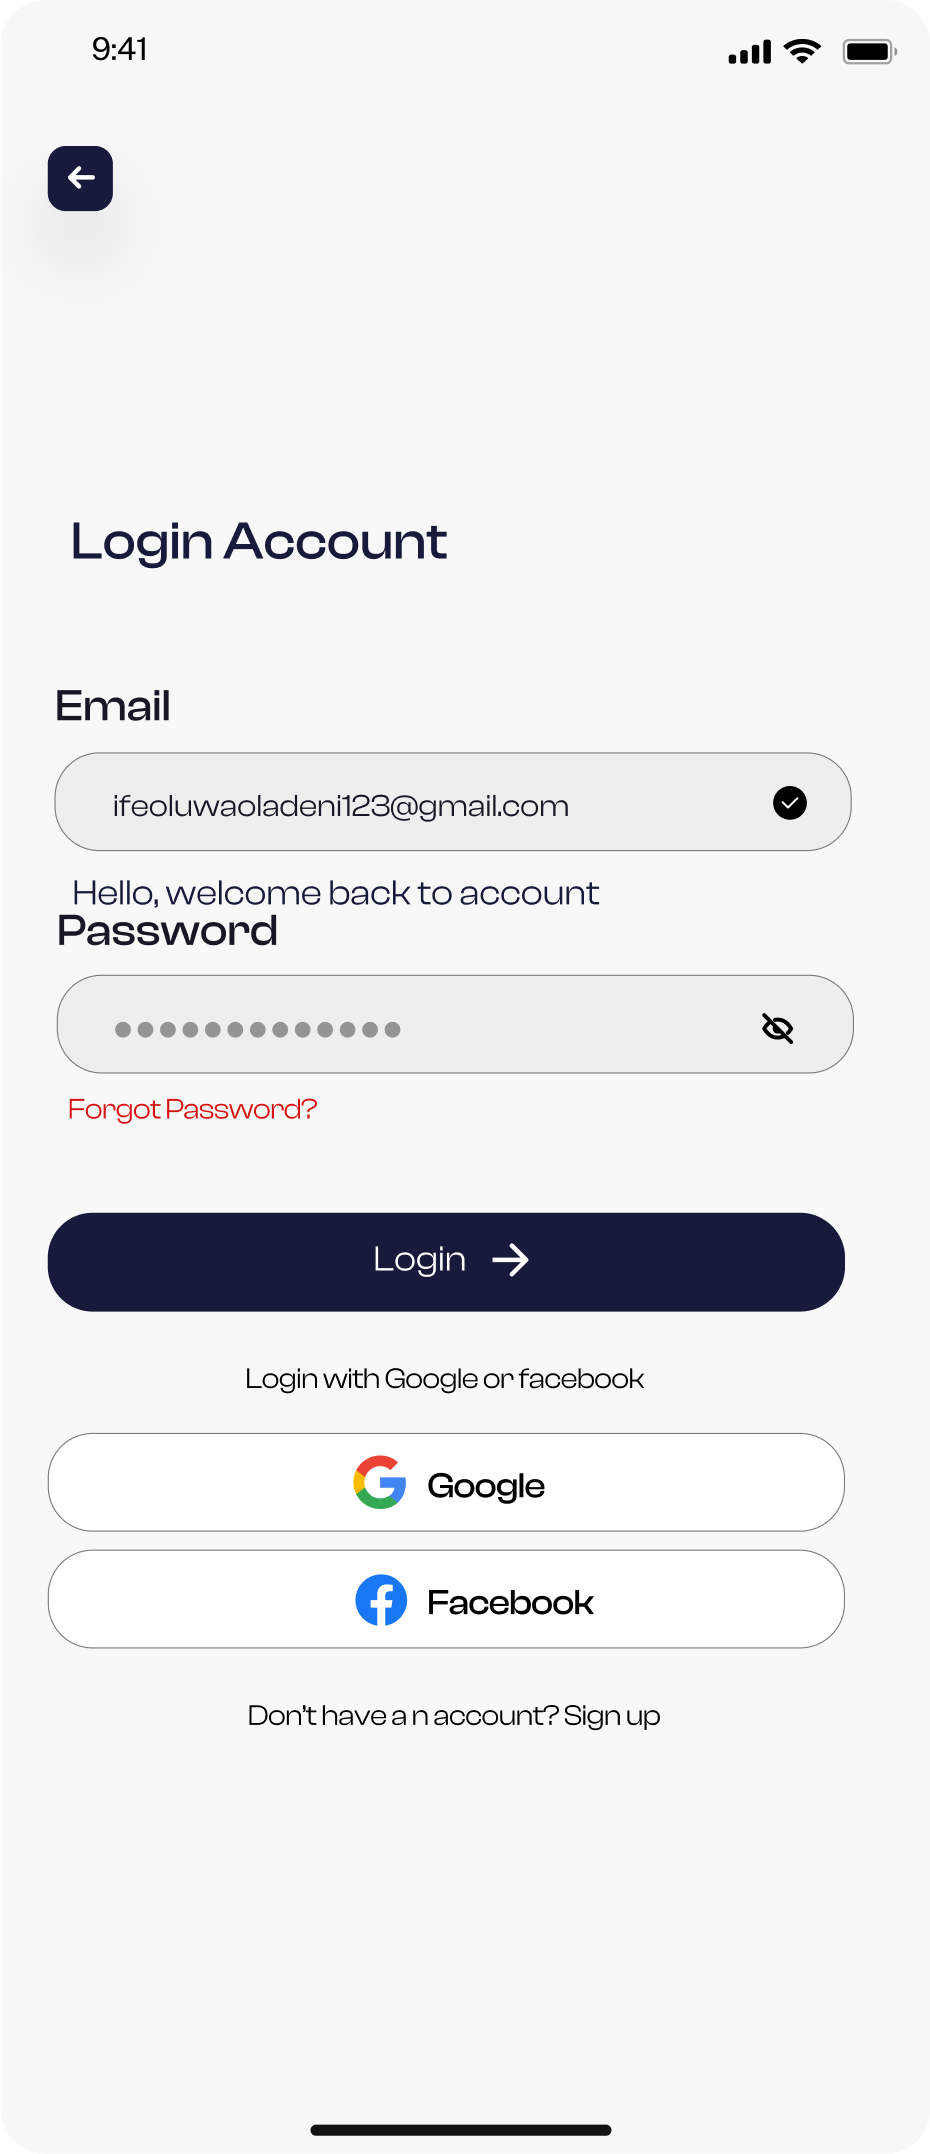 9:41
Login Account
Email
ifeoluwaoladeni123@gmail.com
Hello, welcome back to account
Password
Forgot Password?
Login
Login with Google or facebook
Google
Facebook
Don't have a n account? Sign up